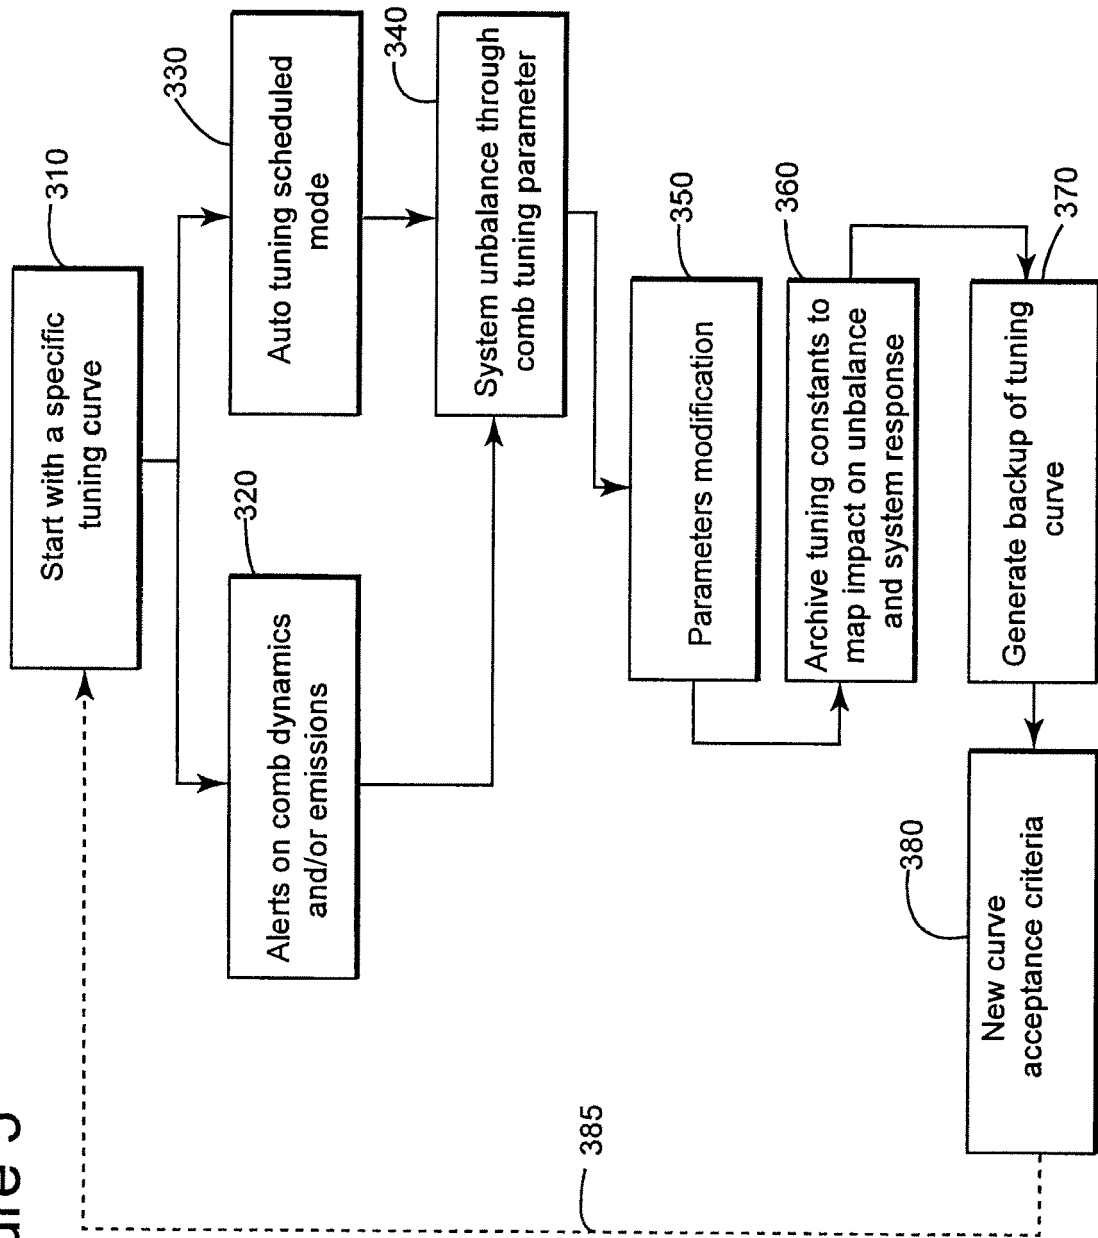 310
Start with a specific
tuning curve
320
Alerts on comb dynamics
and/or emissions
330
Auto tuning scheduled
mode
340
System unbalance through
comb tuning parameter
350
Parameters modification
360
Archive tuning constants to
map impact on unbalance
and system response
370
Generate backup of tuning
curve
380
New curve
acceptance criteria
385